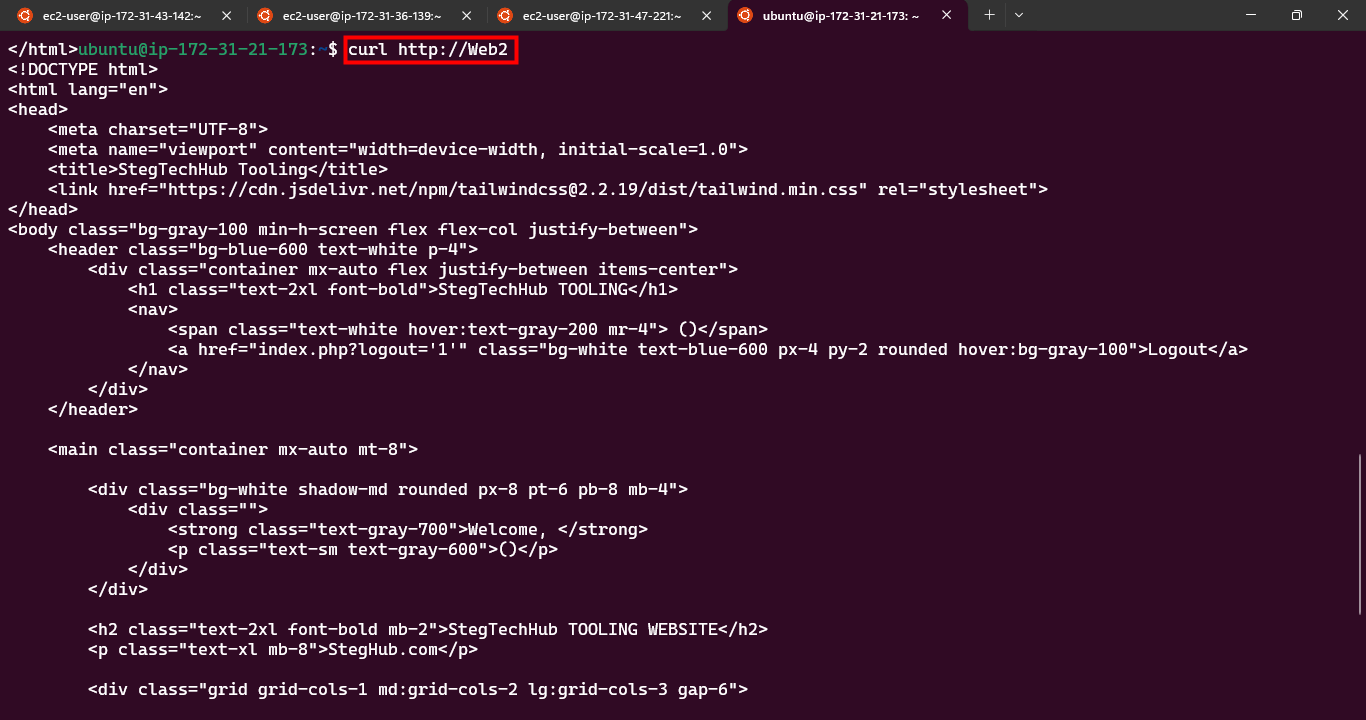 ec2-user@ip-172-31-43-142:~ ec2-user@ip-172-31-36-139:~ ec2-user@ip-172-31-47-221:~ ubuntu@ip-172-31-21-173: ~
</html>ubuntu@ip-172-31-21-173:~$ curl http://Web2
<!DOCTYPE html>
<html lang="en">
<head>
    <meta charset="UTF-8">
    <meta name="viewport" content="width=device-width, initial-scale=1.0">
    <title>StegTechHub Tooling</title>
    <link href="https://cdn.jsdelivr.net/npm/tailwindcss@2.2.19/dist/tailwind.min.css" rel="stylesheet">
</head>
<body class="bg-gray-100 min-h-screen flex flex-col justify-between">
    <header class="bg-blue-600 text-white p-4">
        <div class="container mx-auto flex justify-between items-center">
            <h1 class="text-2xl font-bold">StegTechHub TOOLING</h1>
            <nav>
                <span class="text-white hover:text-gray-200 mr-4"> ()</span>
                <a href="index.php?logout='1'" class="bg-white text-blue-600 px-4 py-2 rounded hover:bg-gray-100">Logout</a>
            </nav>
        </div>
    </header>
    <main class="container mx-auto mt-8">
        <div class="bg-white shadow-md rounded px-8 pt-6 pb-8 mb-4">
            <div class="">
                <strong class="text-gray-700">Welcome, </strong>
                <p class="text-sm text-gray-600">()</p>
            </div>
        </div>
        <h2 class="text-2xl font-bold mb-2">StegTechHub TOOLING WEBSITE</h2>
        <p class="text-xl mb-8">StegHub.com</p>
        <div class="grid grid-cols-1 md:grid-cols-2 lg:grid-cols-3 gap-6">